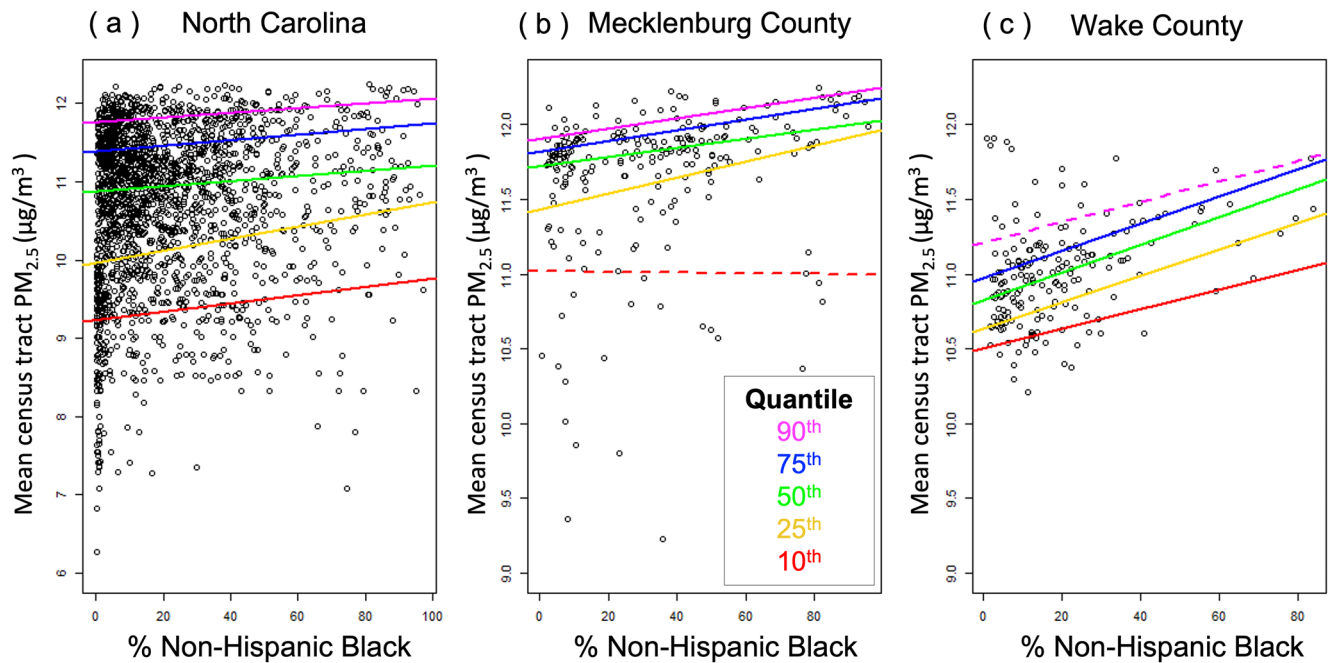 ( a ) North Carolina
( b ) Mecklenburg County
( c ) Wake County
Mean census tract PM2.5 (µg/m³ )
12
11
10
9
8
7
6
0 20 40 60 80 100
% Non-Hispanic Black
Mean census tract PM2.5 (µg/m³ )
12.0
11.5
11.0
10.5
10.0
9.5
9.0
0 20 40 60 80
% Non-Hispanic Black
Quantile
90th
75th
50th
25th
10th
Mean census tract PM2.5 (µg/m³ )
12.0
11.5
11.0
10.5
10.0
9.5
9.0
0 20 40 60 80
% Non-Hispanic Black